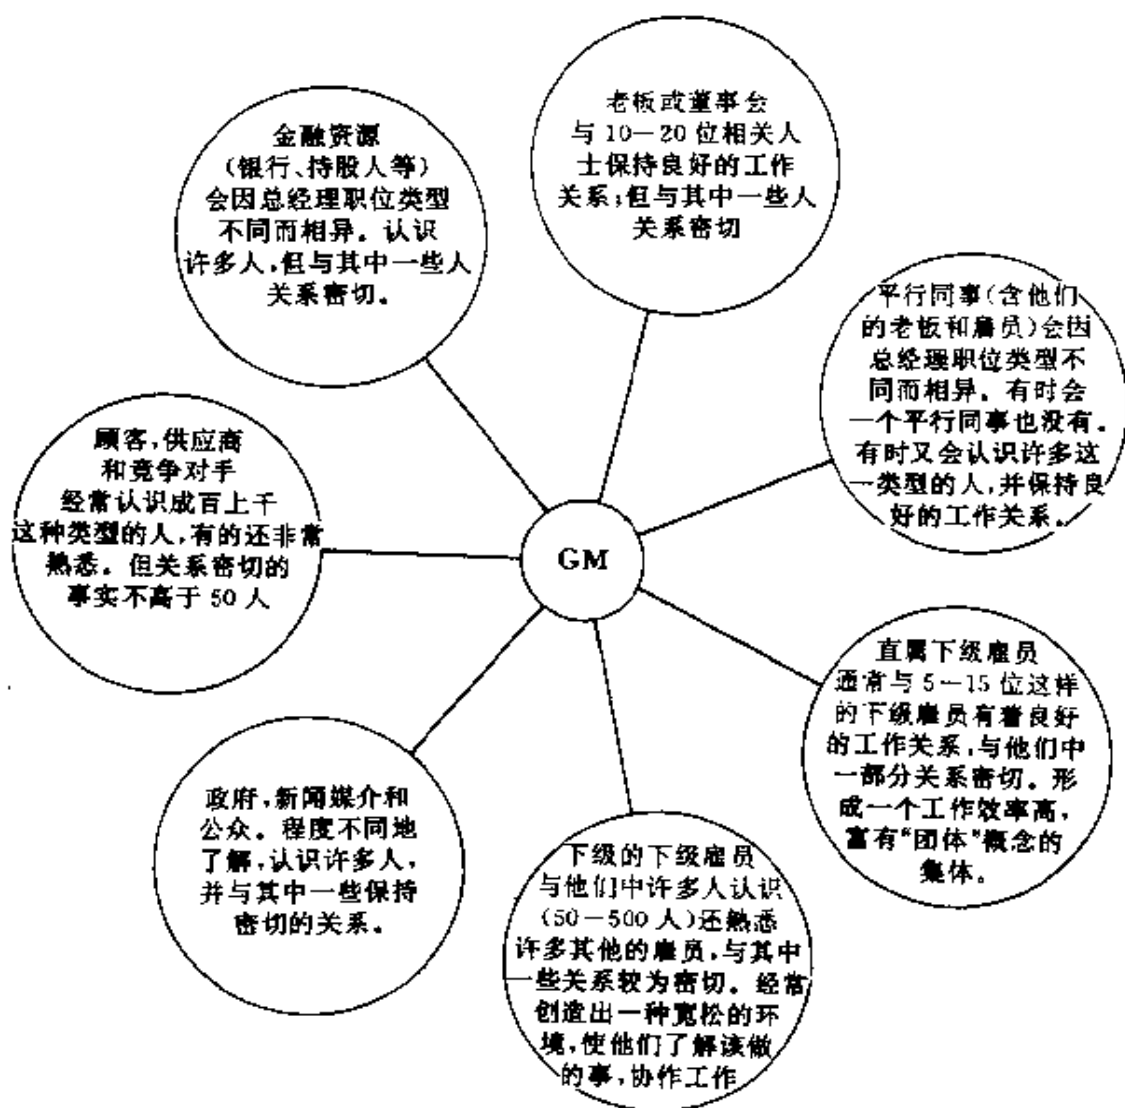 老板或董事会
与10—20位相关人
士保持良好的工作
关系;但与其中一些人
关系密切
金融资源
(银行、持股人等)
会因总经理职位类型
不同而相异。认识
许多人,但与其中一些人
关系密切。
平行同事(含他们
的老板和雇员)会因
总经理职位类型不
同而相异。有时会
一个平行同事也没有。
有时又会认识许多这
一类型的人,并保持良
好的工作关系。
顾客,供应商
和竞争对手
经常认识成百上千
这种类型的人,有的还非常
熟悉。但关系密切的
事实不高于50人
GM
直属下级雇员
通常与5—15位这样
的下级雇员有着良好
的工作关系,与他们中
一部分关系密切。形
成一个工作效率高,
富有“团体”概念的
集体。
政府,新闻媒介和
公众。程度不同地
了解,认识许多人,
并与其中一些保持
密切的关系。
下级的下级雇员
与他们中许多人认识
(50—500人)还熟悉
许多其他的雇员,与其中
一些关系较为密切。经常
创造出一种宽松的环
境,使他们了解该做
的事,协作工作